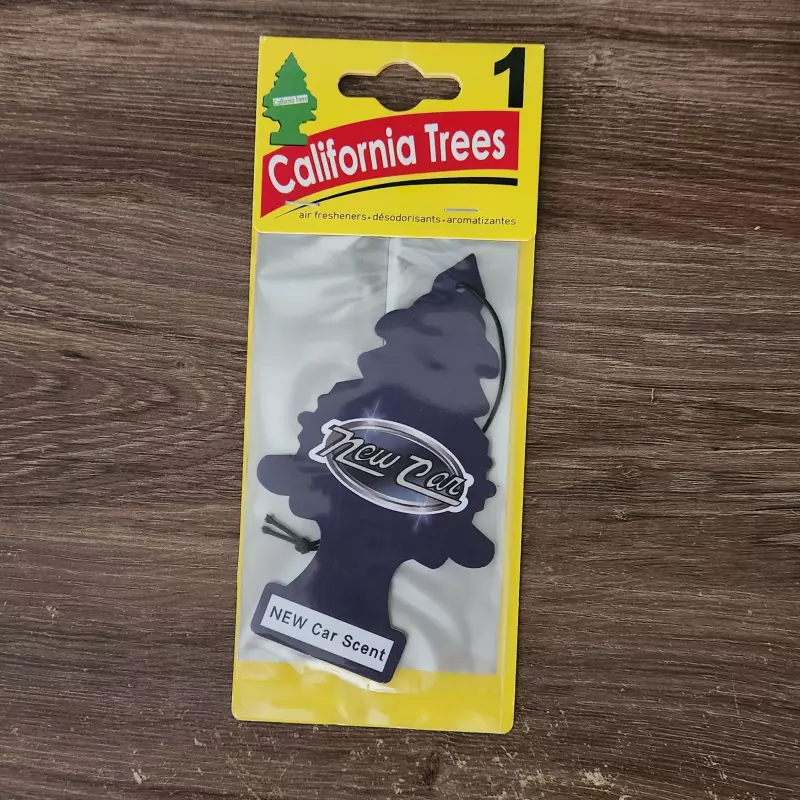 1
California Trees
California Trees
air fresheners • désodorisants • aromatizantes
New Car
NEW Car Scent